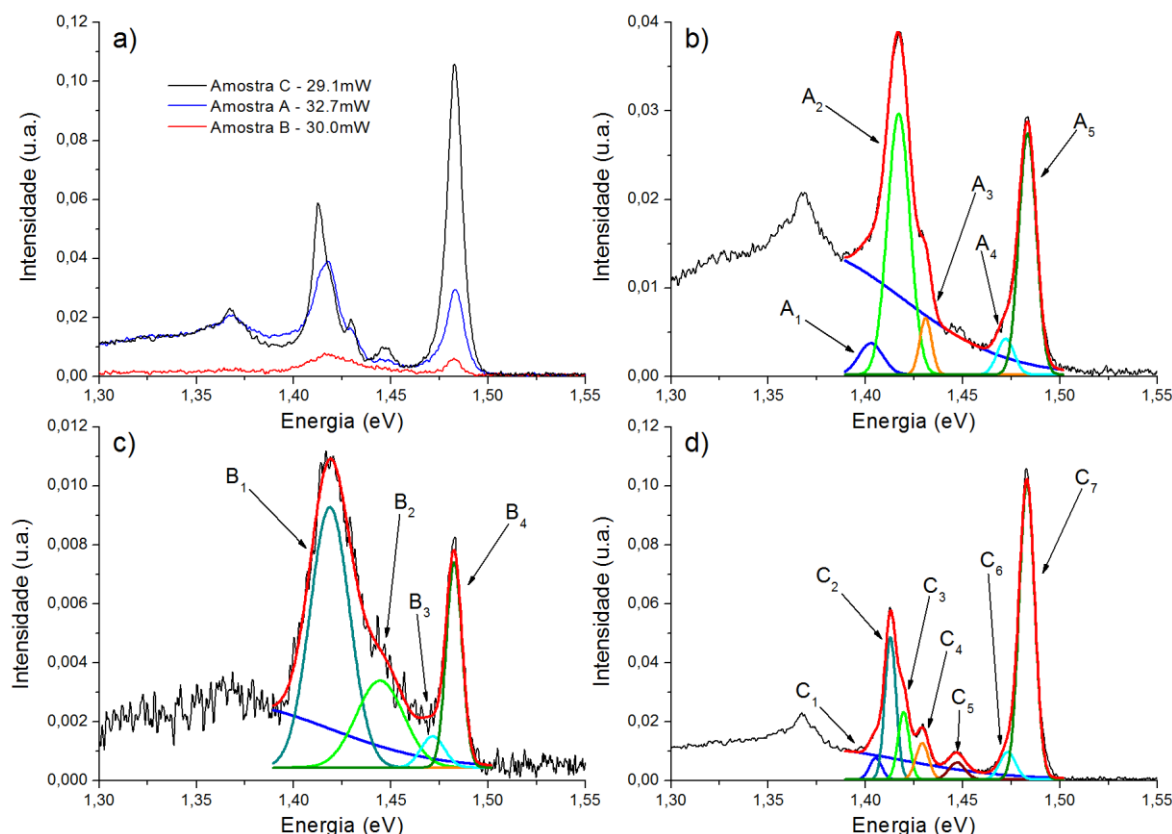 a)
0,12
0,10
0,08
0,06
0,04
0,02
0,00
Intensidade (u.a.)
Amostra C - 29.1mW
Amostra A - 32.7mW
Amostra B - 30.0mW
1,30 1,35 1,40 1,45 1,50 1,55
Energia (eV)
b)
0,04
0,03
0,02
0,01
0,00
Intensidade (u.a.)
A1
A2
A3
A4
A5
1,30 1,35 1,40 1,45 1,50 1,55
Energia (eV)
c)
0,012
0,010
0,008
0,006
0,004
0,002
0,000
Intensidade (u.a.)
B1
B2
B3
B4
1,30 1,35 1,40 1,45 1,50 1,55
Energia (eV)
d)
0,12
0,10
0,08
0,06
0,04
0,02
0,00
Intensidade (u.a.)
C1
C2
C3
C4
C5
C6
C7
1,30 1,35 1,40 1,45 1,50 1,55
Energia (eV)